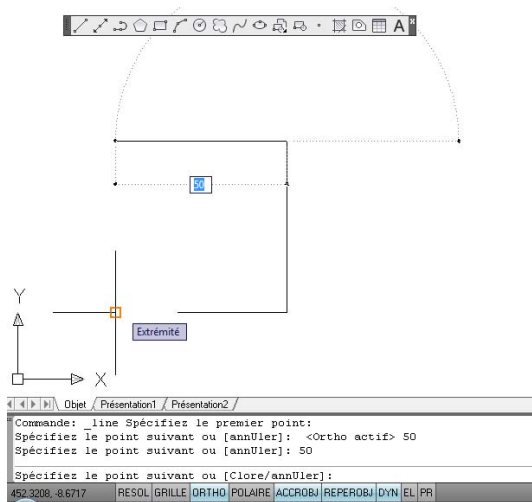 A
50
Extrémité
Y
X
Objet / Présentation1 / Présentation2 /
Commande: _line Spécifiez le premier point:
Spécifiez le point suivant ou [annUler]:  <Ortho actif> 50
Spécifiez le point suivant ou [annUler]: 50
Spécifiez le point suivant ou [Clore/annUler]:
452.3208, -8.6717 RESOL GRILLE ORTHO POLAIRE ACCROBJ REPEROBJ DYN EL PR